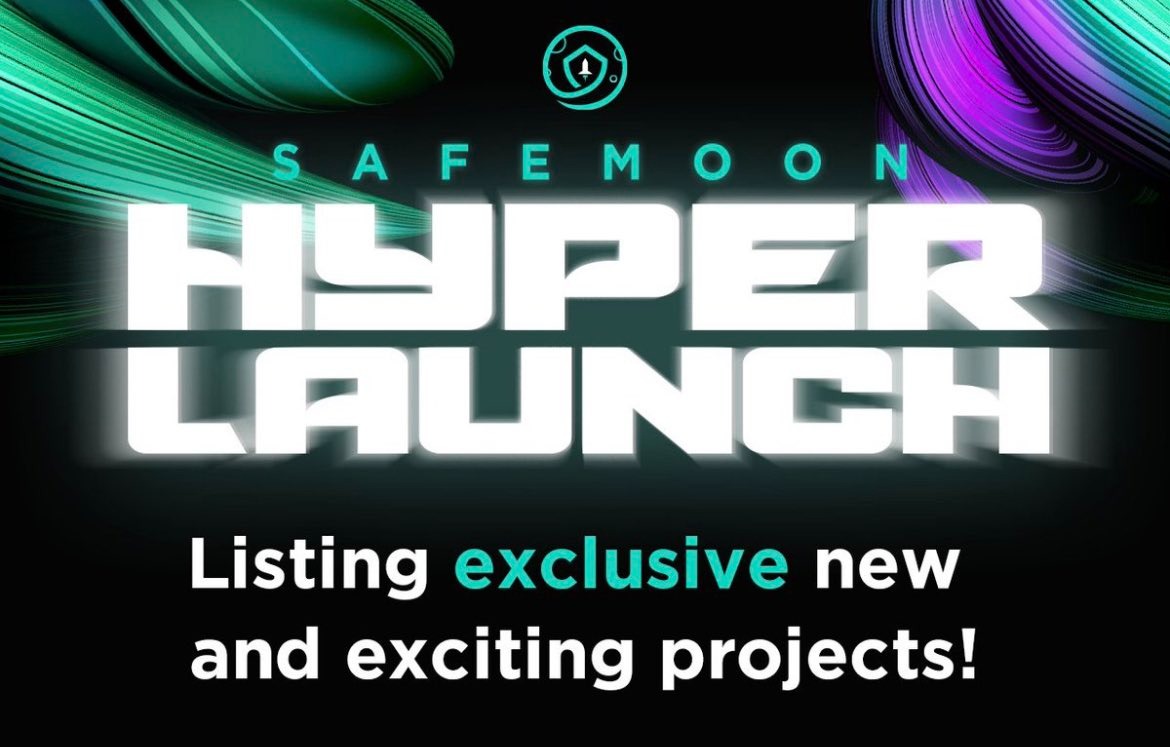 SAFEMOON
HYPER
LAUNCH
Listing exclusive new
and exciting projects!